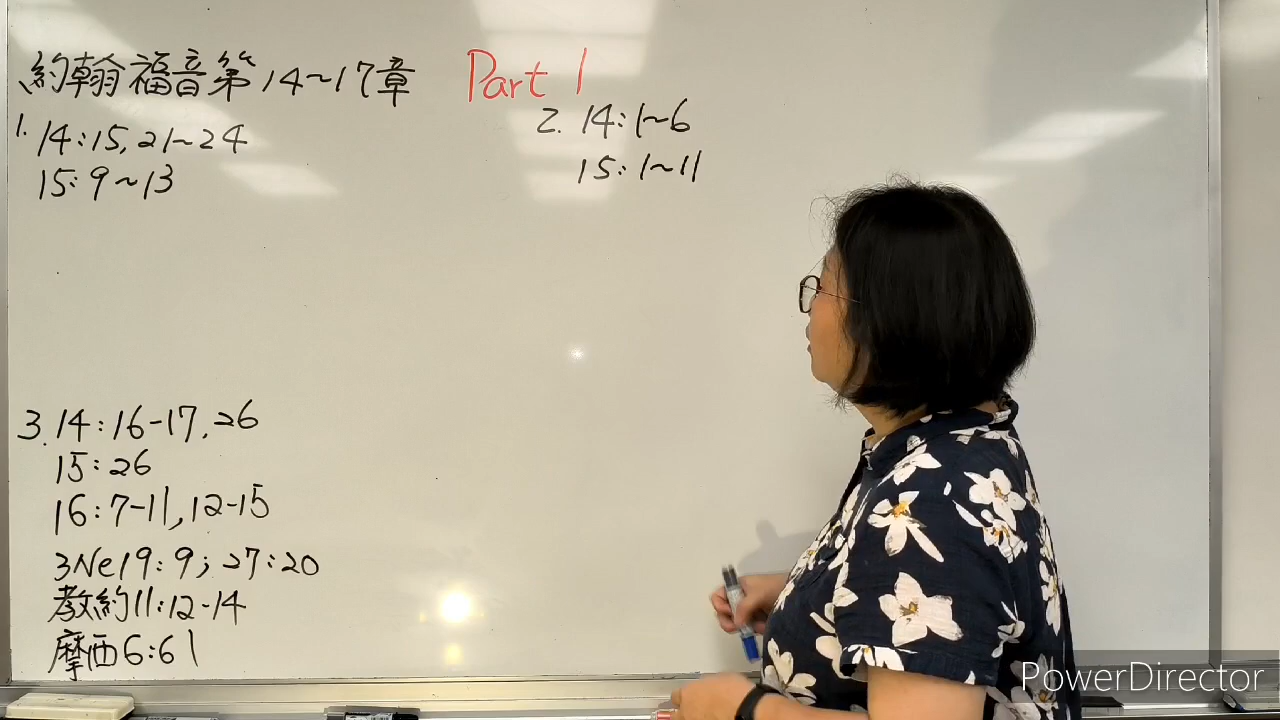 約翰福音第14~17章 Part 1
1. 14:15, 21~24
15:9~13
2. 14:1~6
15:1~11
3. 14:16-17, 26
15:26
16:7-11, 12-15
3Ne19:9; 27:20
教約11:12-14
摩西6:61
PowerDirector